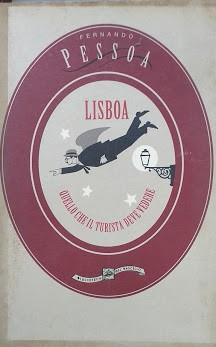 FERNANDO
PESSOA
LISBOA
QUELLO CHE IL TURISTA DEVE VEDERE